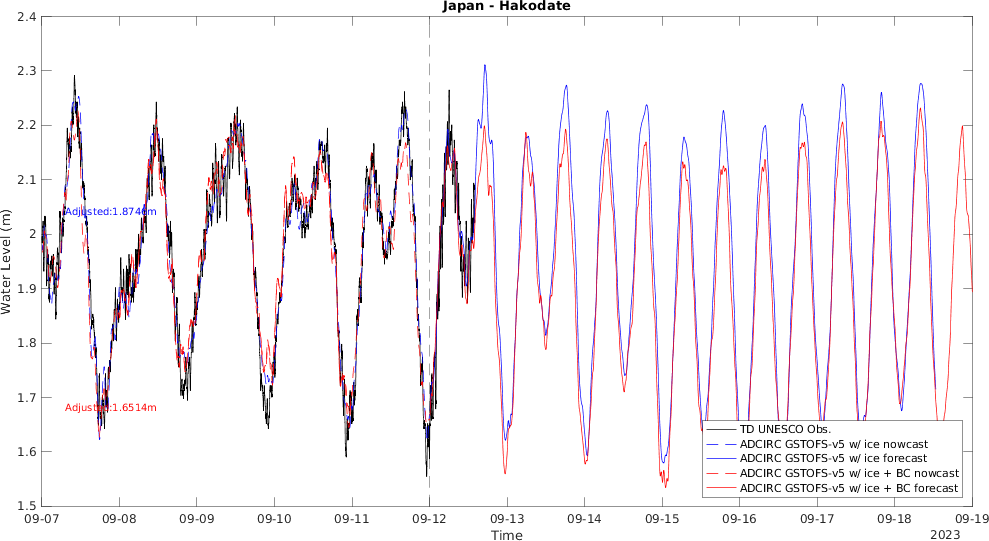 Japan - Hakodate
2.4
2.3
2.2
2.1
2
1.9
1.8
1.7
1.6
1.5
Water Level (m)
Adjusted:1.8746m
Adjusted:1.6514m
TD UNESCO Obs.
ADCIRC GSTOFS-v5 w/ ice nowcast
ADCIRC GSTOFS-v5 w/ ice forecast
ADCIRC GSTOFS-v5 w/ ice + BC nowcast
ADCIRC GSTOFS-v5 w/ ice + BC forecast
09-07 09-08 09-09 09-10 09-11 09-12 09-13 09-14 09-15 09-16 09-17 09-18 09-19
Time
2023